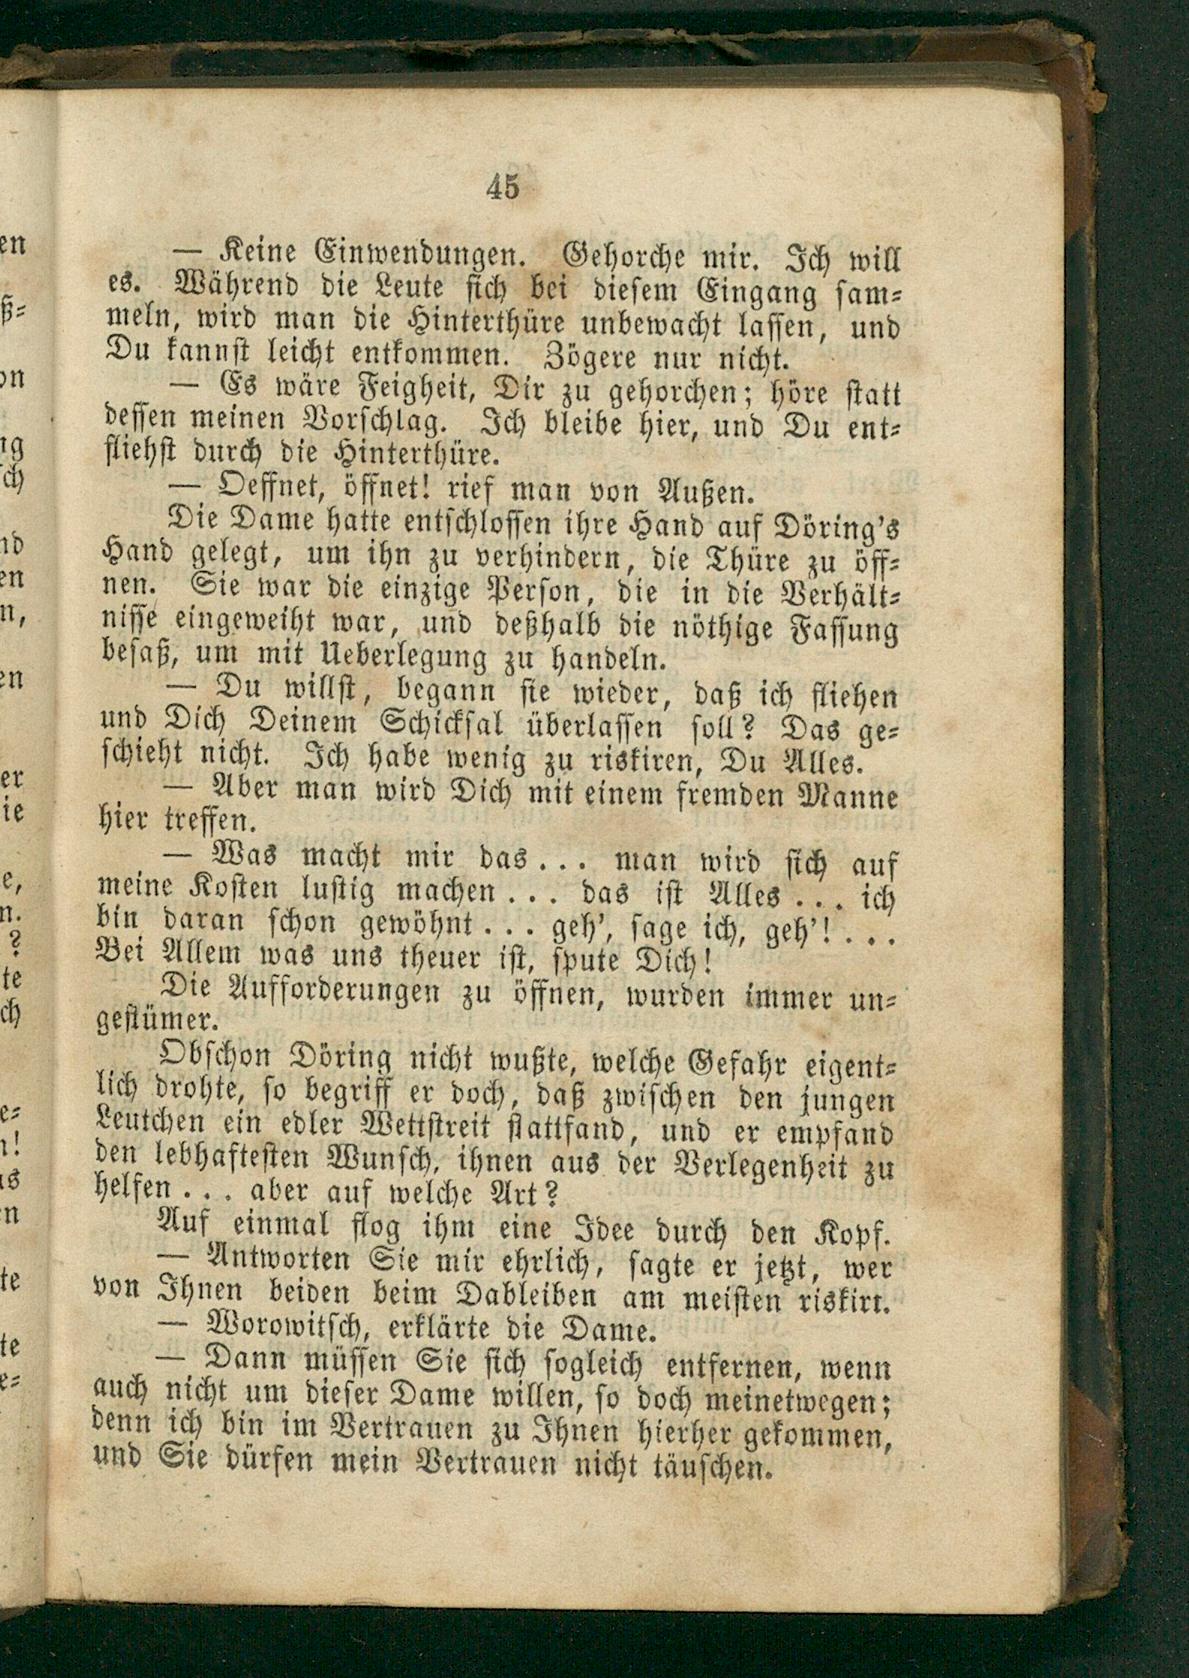 45
— Keine Einwendungen. Gehorche mir. Ich will
es. Während die Leute sich bei diesem Eingang sam⸗
meln, wird man die Hinterthüre unbewacht lassen, und
Du kannst leicht entkommen. Zögere nur nicht.
— Es wäre Feigheit, Dir zu gehorchen; höre statt
dessen meinen Vorschlag. Ich bleibe hier, und Du ent⸗
fliehst durch die Hinterthüre.
— Oeffnet, öffnet! rief man von Außen.
Die Dame hatte entschlossen ihre Hand auf Döring's
Hand gelegt, um ihn zu verhindern, die Thüre zu öff⸗
nen. Sie war die einzige Person, die in die Verhält⸗
nisse eingeweiht war, und deßhalb die nöthige Fassung
besaß, um mit Ueberlegung zu handeln.
— Du willst, begann sie wieder, daß ich fliehen
und Dich Deinem Schicksal überlassen soll? Das ge⸗
schieht nicht. Ich habe wenig zu riskiren, Du Alles.
— Aber man wird Dich mit einem fremden Manne
hier treffen.
— Was macht mir das... man wird sich auf
meine Kosten lustig machen... das ist Alles... ich
bin daran schon gewöhnt... geh', sage ich, geh'!...
Bei Allem was uns theuer ist, spute Dich!
Die Aufforderungen zu öffnen, wurden immer un⸗
gestümer.
Obschon Döring nicht wußte, welche Gefahr eigent⸗
lich drohte, so begriff er doch, daß zwischen den jungen
Leutchen ein edler Wettstreit stattfand, und er empfand
den lebhaftesten Wunsch, ihnen aus der Verlegenheit zu
helfen... aber auf welche Art?
Auf einmal flog ihm eine Idee durch den Kopf.
— Antworten Sie mir ehrlich, sagte er jetzt, wer
von Ihnen beiden beim Dableiben am meisten riskirt.
— Worowitsch, erklärte die Dame.
— Dann müssen Sie sich sogleich entfernen, wenn
auch nicht um dieser Dame willen, so doch meinetwegen;
denn ich bin im Vertrauen zu Ihnen hierher gekommen,
und Sie dürfen mein Vertrauen nicht täuschen.